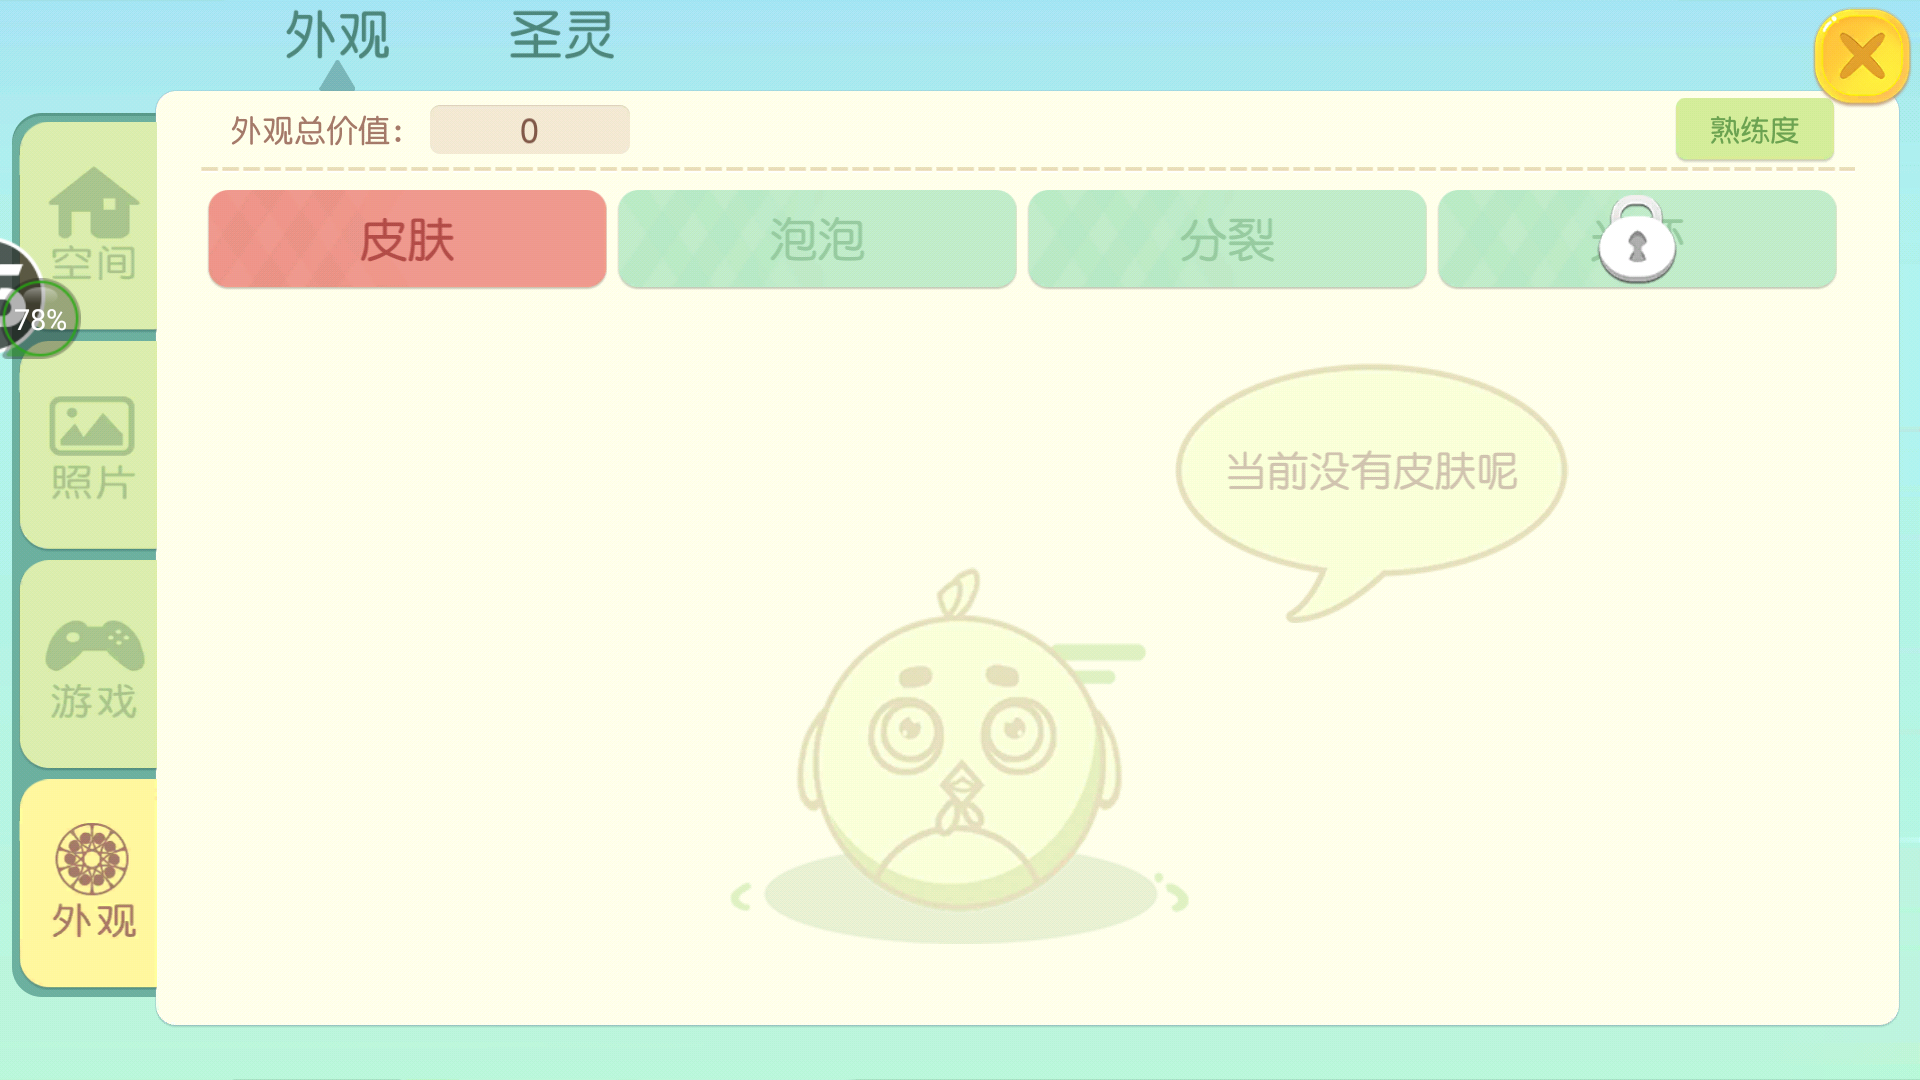 外观 圣灵
外观总价值: 0
熟练度
皮肤 泡泡 分裂
空间
78%
当前没有皮肤呢
照片
游戏
外观